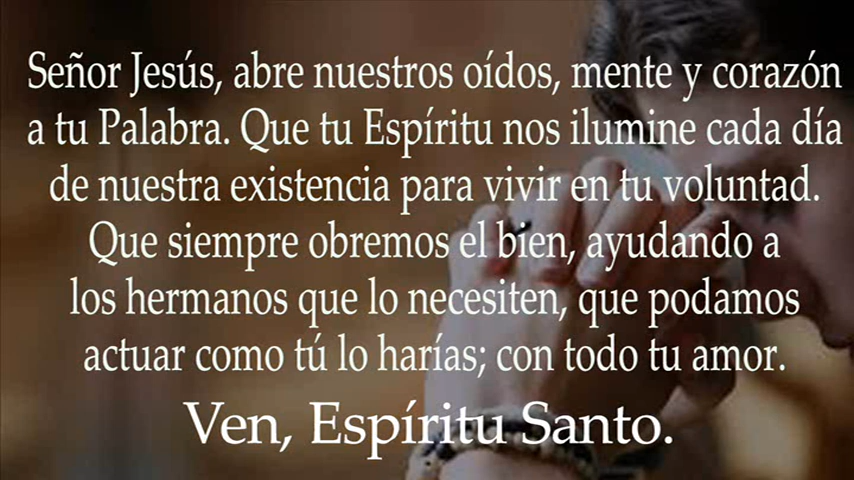 Señor Jesús, abre nuestros oídos, mente y corazón
a tu Palabra. Que tu Espíritu nos ilumine cada día
de nuestra existencia para vivir en tu voluntad.
Que siempre obremos el bien, ayudando a
los hermanos que lo necesiten, que podamos
actuar como tú lo harías; con todo tu amor.
Ven, Espíritu Santo.